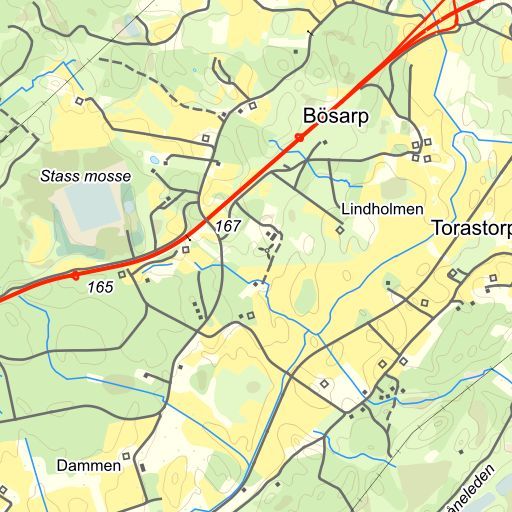 Bösarp
Stass mosse
Lindholmen
167
Torastorp
165
Dammen